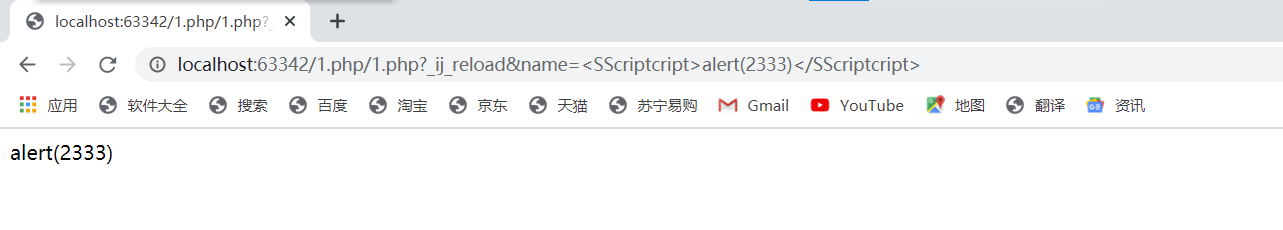 localhost:63342/1.php/1.php?_
localhost:63342/1.php/1.php?_ij_reload&name=<SScriptcript>alert(2333)</SScriptcript>
应用 软件大全 搜索 百度 淘宝 京东 天猫 苏宁易购 Gmail YouTube 地图 翻译 资讯
alert(2333)